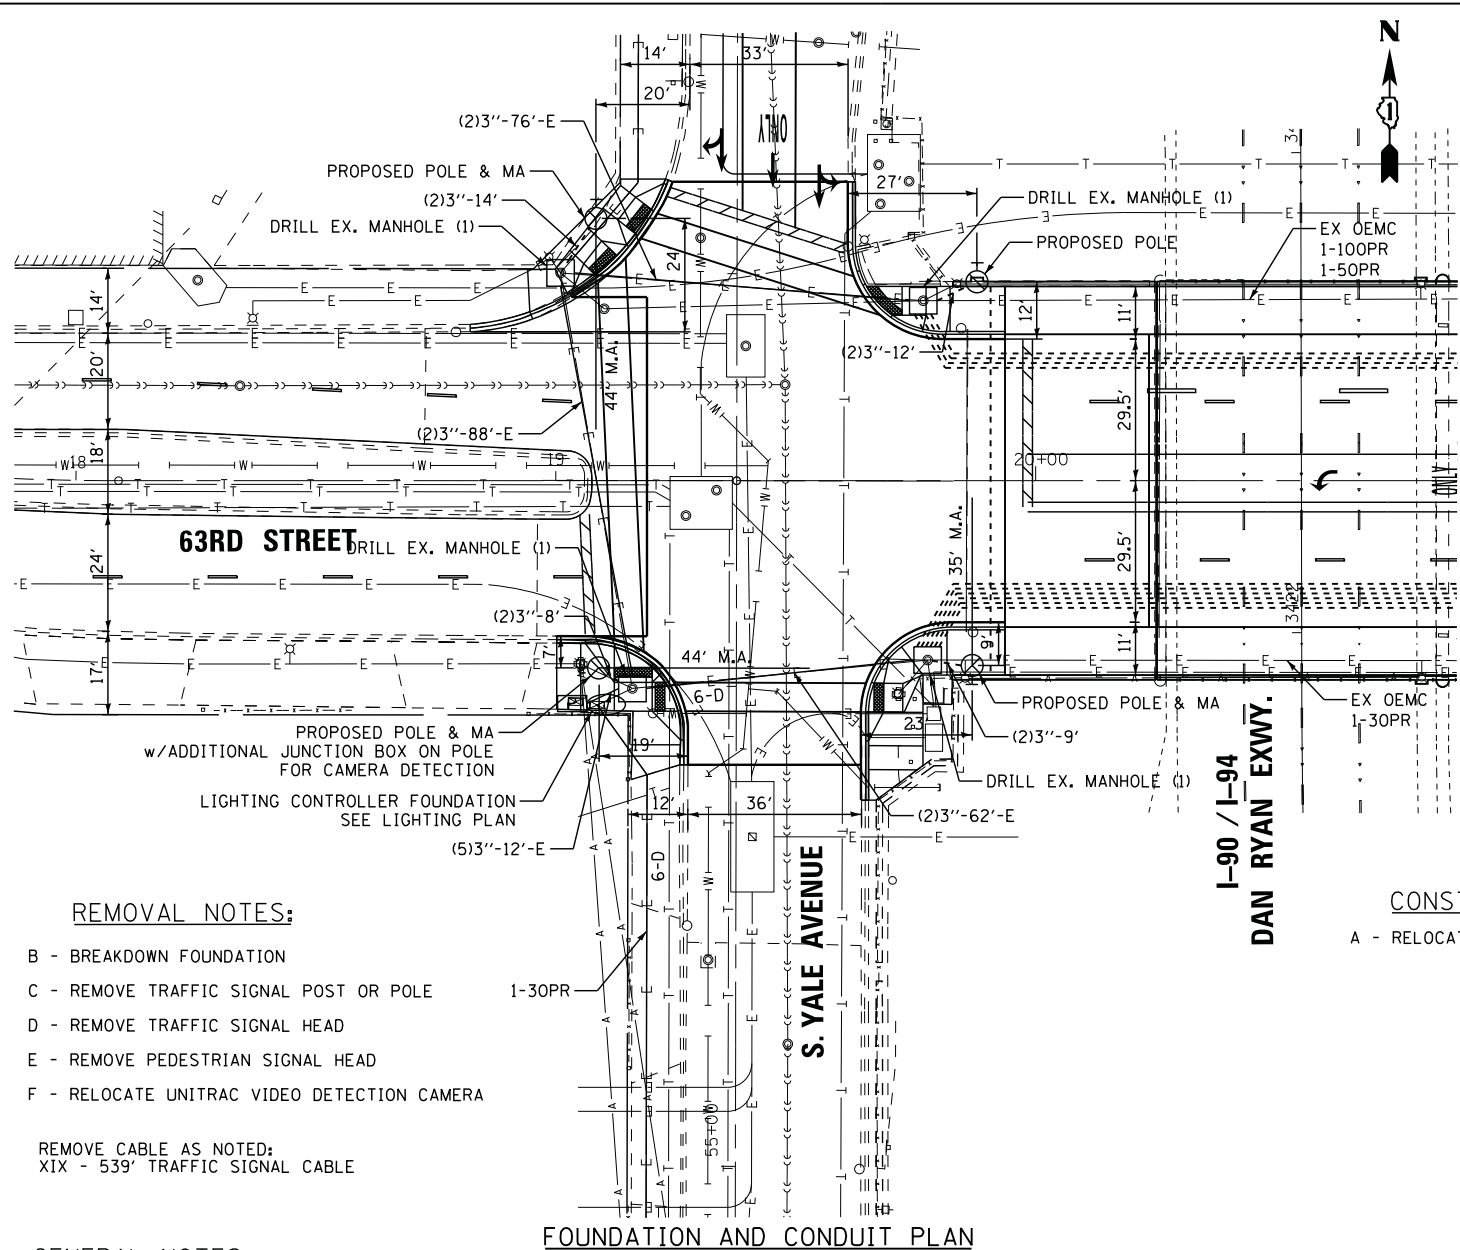 N
1
14'
33'
20'
(2)3''-76'-E
ONLY
PROPOSED POLE & MA
27'
(2)3''-14'
DRILL EX. MANHOLE (1)
DRILL EX. MANHOLE (1)
EX OEMC
1-100PR
1-50PR
PROPOSED POLE
24'
14'
12'
11'
20'
44' M.A.
(2)3''-12'
29.5'
(2)3''-88'-E
18'
18
19
20+00
ONLY
63RD STREET
DRILL EX. MANHOLE (1)
35' M.A.
29.5'
24'
3422
(2)3''-8'
7'
44' M.A.
9'
11'
17'
6-D
PROPOSED POLE & MA
w/ADDITIONAL JUNCTION BOX ON POLE
FOR CAMERA DETECTION
19'
23
PROPOSED POLE & MA
EX OEMC
1-30PR
(2)3''-9'
DRILL EX. MANHOLE (1)
LIGHTING CONTROLLER FOUNDATION
SEE LIGHTING PLAN
12'
36'
(2)3''-62'-E
(5)3''-12'-E
6-D
I-90 / I-94
DAN RYAN EXWY.
S. YALE AVENUE
1-30PR
55+00
REMOVAL NOTES:
B - BREAKDOWN FOUNDATION
C - REMOVE TRAFFIC SIGNAL POST OR POLE
D - REMOVE TRAFFIC SIGNAL HEAD
E - REMOVE PEDESTRIAN SIGNAL HEAD
F - RELOCATE UNITRAC VIDEO DETECTION CAMERA
REMOVE CABLE AS NOTED:
XIX - 539' TRAFFIC SIGNAL CABLE
CONST
A - RELOCAT
FOUNDATION AND CONDUIT PLAN